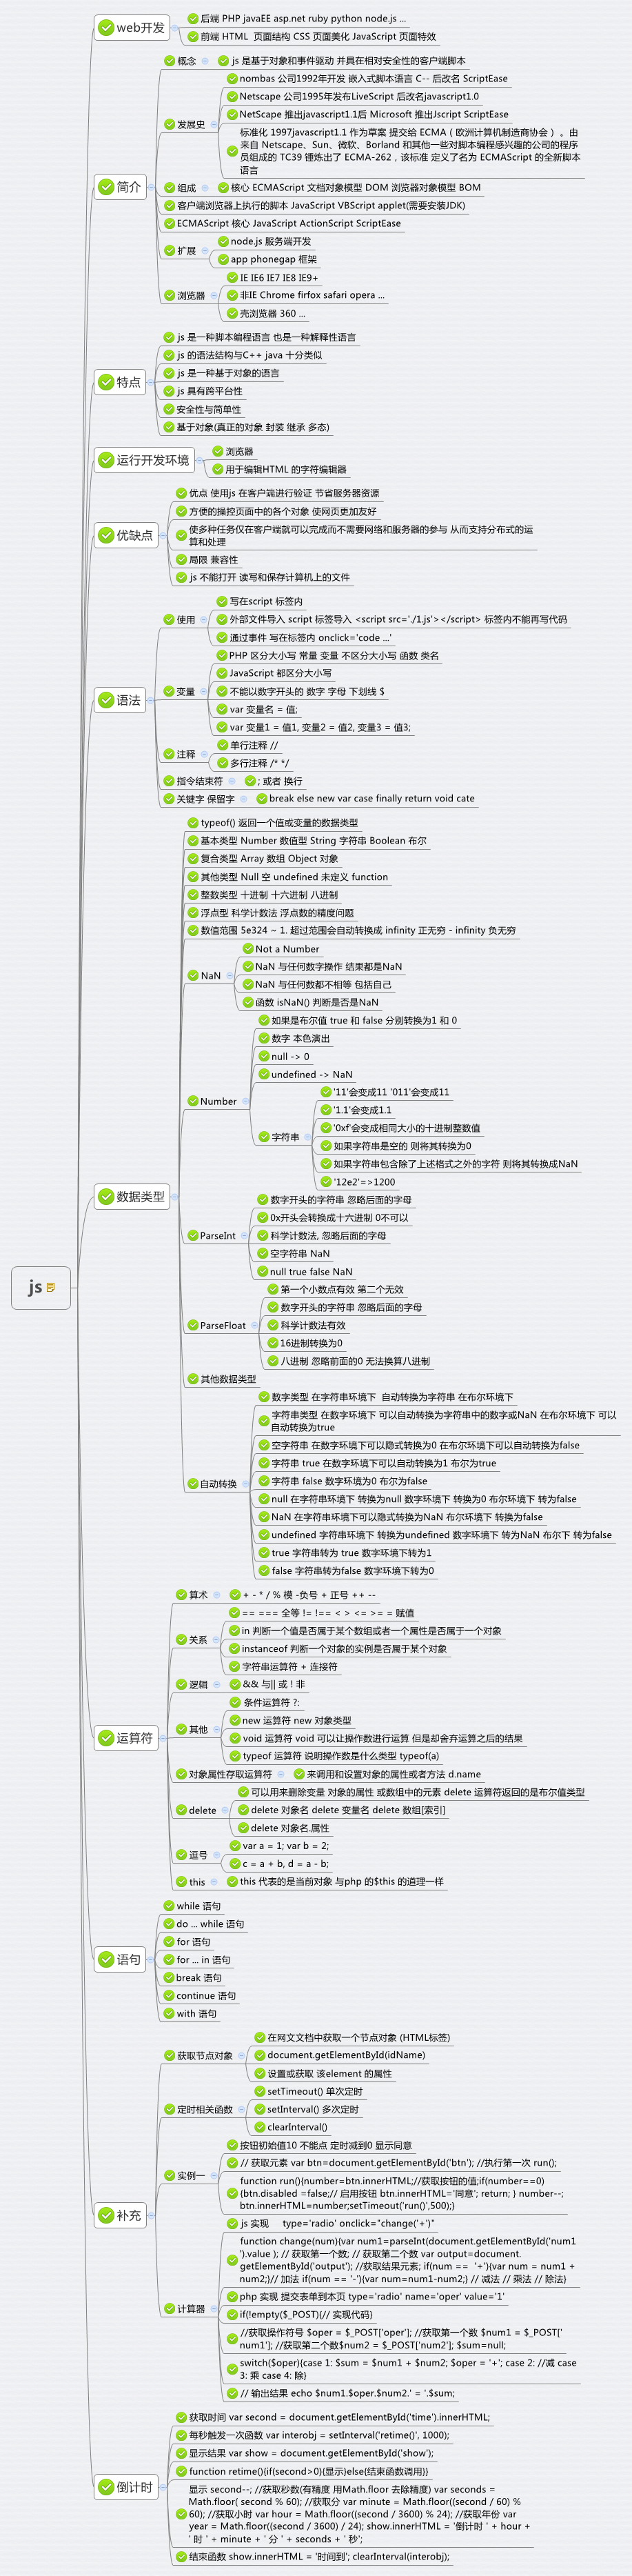 js
web开发
后端 PHP javaEE asp.net ruby python node.js ...
前端 HTML 页面结构 CSS 页面美化 JavaScript 页面特效
简介
概念
js 是基于对象和事件驱动 并具在相对安全性的客户端脚本
发展史
nombas 公司1992年开发 嵌入式脚本语言 C-- 后改名 ScriptEase
Netscape 公司1995年发布LiveScript 后改名javascript1.0
NetScape 推出javascript1.1后 Microsoft 推出Jscript ScriptEase
标准化 1997javascript1.1 作为草案 提交给 ECMA ( 欧洲计算机制造商协会 ) 。由
来自 Netscape、Sun、微软、Borland 和其他一些对脚本编程感兴趣的公司的程序
员组成的 TC39 锤炼出了 ECMA-262 , 该标准 定义了名为 ECMAScript 的全新脚本
语言
组成
核心 ECMAScript 文档对象模型 DOM 浏览器对象模型 BOM
客户端浏览器上执行的脚本 JavaScript VBScript applet(需要安装JDK)
ECMAScript 核心 JavaScript ActionScript ScriptEase
扩展
node.js 服务端开发
app phonegap 框架
浏览器
IE IE6 IE7 IE8 IE9+
非IE Chrome firfox safari opera ...
壳浏览器 360 ...
特点
js 是一种脚本编程语言 也是一种解释性语言
js 的语法结构与C++ java 十分类似
js 是一种基于对象的语言
js 具有跨平台性
安全性与简单性
基于对象(真正的对象 封装 继承 多态)
运行开发环境
浏览器
用于编辑HTML 的字符编辑器
优缺点
优点 使用js 在客户端进行验证 节省服务器资源
方便的操控页面中的各个对象 使网页更加友好
使多种任务仅在客户端就可以完成而不需要网络和服务器的参与 从而支持分布式的运
算和处理
局限 兼容性
js 不能打开 读写和保存计算机上的文件
语法
使用
写在script 标签内
外部文件导入 script 标签导入 <script src='./1.js'></script> 标签内不能再写代码
通过事件 写在标签内 onclick='code ...'
变量
PHP 区分大小写 常量 变量 不区分大小写 函数 类名
JavaScript 都区分大小写
不能以数字开头的 数字 字母 下划线 $
var 变量名 = 值;
var 变量1 = 值1, 变量2 = 值2, 变量3 = 值3;
注释
单行注释 //
多行注释 /* */
指令结束符
; 或者 换行
关键字 保留字
break else new var case finally return void cate
数据类型
typeof() 返回一个值或变量的数据类型
基本类型 Number 数值型 String 字符串 Boolean 布尔
复合类型 Array 数组 Object 对象
其他类型 Null 空 undefined 未定义 function
整数类型 十进制 十六进制 八进制
浮点型 科学计数法 浮点数的精度问题
数值范围 5e324 ~ 1. 超过范围会自动转换成 infinity 正无穷 - infinity 负无穷
NaN
Not a Number
NaN 与任何数字操作 结果都是NaN
NaN 与任何数都不相等 包括自己
函数 isNaN() 判断是否是NaN
Number
如果是布尔值 true 和 false 分别转换为1 和 0
数字 本色演出
null -> 0
undefined -> NaN
字符串
'11'会变成11 '011'会变成11
'1.1'会变成1.1
'0xf'会变成相同大小的十进制整数值
如果字符串是空的 则将其转换为0
如果字符串包含除了上述格式之外的字符 则将其转换成NaN
'12e2'=>1200
ParseInt
数字开头的字符串 忽略后面的字母
0x开头会转换成十六进制 0不可以
科学计数法, 忽略后面的字母
空字符串 NaN
null true false NaN
ParseFloat
第一个小数点有效 第二个无效
数字开头的字符串 忽略后面的字母
科学计数法有效
16进制转换为0
八进制 忽略前面的0 无法换算八进制
其他数据类型
自动转换
数字类型 在字符串环境下 自动转换为字符串 在布尔环境下
字符串类型 在数字环境下 可以自动转换为字符串中的数字或NaN 在布尔环境下 可以
自动转换为true
空字符串 在数字环境下可以隐式转换为0 在布尔环境下可以自动转换为false
字符串 true 在数字环境下可以自动转换为1 布尔为true
字符串 false 数字环境为0 布尔为false
null 在字符串环境下 转换为null 数字环境下 转换为0 布尔环境下 转为false
NaN 在字符串环境下可以隐式转换为NaN 布尔环境下 转换为false
undefined 字符串环境下 转换为undefined 数字环境下 转为NaN 布尔下 转为false
true 字符串转为 true 数字环境下转为1
false 字符串转为false 数字环境下转为0
运算符
算术
+ - * / % 模 -负号 + 正号 ++ --
关系
== === 全等 != !== < > <= >= = 赋值
in 判断一个值是否属于某个数组或者一个属性是否属于一个对象
instanceof 判断一个对象的实例是否属于某个对象
字符串运算符 + 连接符
逻辑
&& 与|| 或 ! 非
其他
条件运算符 ?:
new 运算符 new 对象类型
void 运算符 void 可以让操作数进行运算 但是却舍弃运算之后的结果
typeof 运算符 说明操作数是什么类型 typeof(a)
对象属性存取运算符
来调用和设置对象的属性或者方法 d.name
delete
可以用来删除变量 对象的属性 或数组中的元素 delete 运算符返回的是布尔值类型
delete 对象名 delete 变量名 delete 数组[索引]
delete 对象名.属性
逗号
var a = 1; var b = 2;
c = a + b, d = a - b;
this
this 代表的是当前对象 与php 的$this 的道理一样
语句
while 语句
do ... while 语句
for 语句
for ... in 语句
break 语句
continue 语句
with 语句
补充
获取节点对象
在网文文档中获取一个节点对象 (HTML标签)
document.getElementById(idName)
设置或获取 该element 的属性
定时相关函数
setTimeout() 单次定时
setInterval() 多次定时
clearInterval()
实例一
按钮初始值10 不能点 定时减到0 显示同意
// 获取元素 var btn=document.getElementById('btn'); //执行第一次 run();
function run(){number=btn.innerHTML;//获取按钮的值;if(number==0)
{btn.disabled =false;// 启用按钮 btn.innerHTML='同意'; return; } number--;
btn.innerHTML=number;setTimeout('run()',500);}
计算器
js 实现 type='radio' onclick="change('+')"
function change(num){var num1=parseInt(document.getElementById('num1
').value ); // 获取第一个数; // 获取第二个数 var output=document.
getElementById('output'); //获取结果元素; if(num == '+'){var num = num1 +
num2;}// 加法 if(num == '-'){var num=num1-num2;} // 减法 // 乘法 // 除法}
php 实现 提交表单到本页 type='radio' name='oper' value='1'
if(!empty($_POST){// 实现代码}
//获取操作符号 $oper = $_POST['oper']; //获取第一个数 $num1 = $_POST['
num1']; //获取第二个数$num2 = $_POST['num2']; $sum=null;
switch($oper){case 1: $sum = $num1 + $num2; $oper = '+'; case 2: //减 case
3: 乘 case 4: 除}
// 输出结果 echo $num1.$oper.$num2.' = '.$sum;
倒计时
获取时间 var second = document.getElementById('time').innerHTML;
每秒触发一次函数 var interobj = setInterval('retime()', 1000);
显示结果 var show = document.getElementById('show');
function retime(){if(second>0){显示}else{结束函数调用}}
显示 second--; //获取秒数(有精度 用Math.floor 去除精度) var seconds =
Math.floor( second % 60); //获取分 var minute = Math.floor((second / 60) %
60); //获取小时 var hour = Math.floor((second / 3600) % 24); //获取年份 var
year = Math.floor((second / 3600) / 24); show.innerHTML = '倒计时 ' + hour +
' 时 ' + minute + ' 分 ' + seconds + ' 秒';
结束函数 show.innerHTML = '时间到'; clearInterval(interobj);